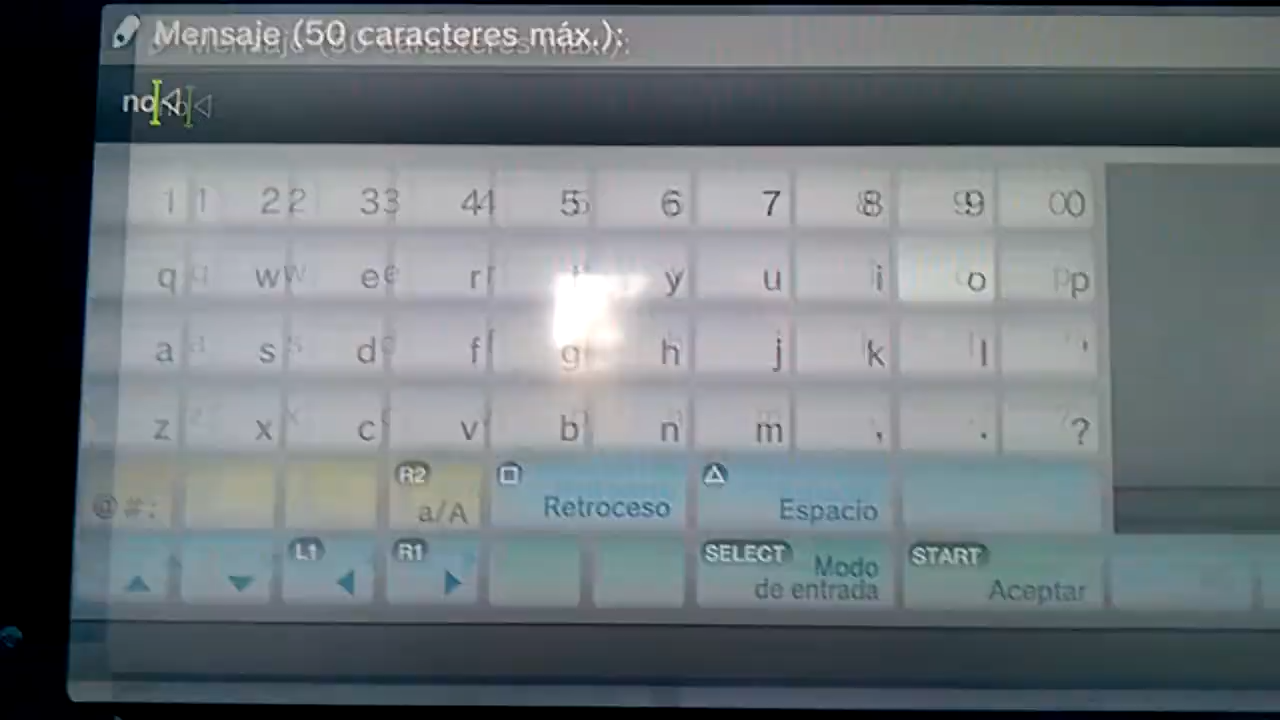 Mensaje (50 caracteres máx.):
no
1 2 3 4 5 6 7 8 9 0
q w e r t y u i o p
a s d f g h j k l '
z x c v b n m , . ?
@#: R2 a/A Retroceso Espacio
L1 R1 SELECT Modo de entrada START Aceptar